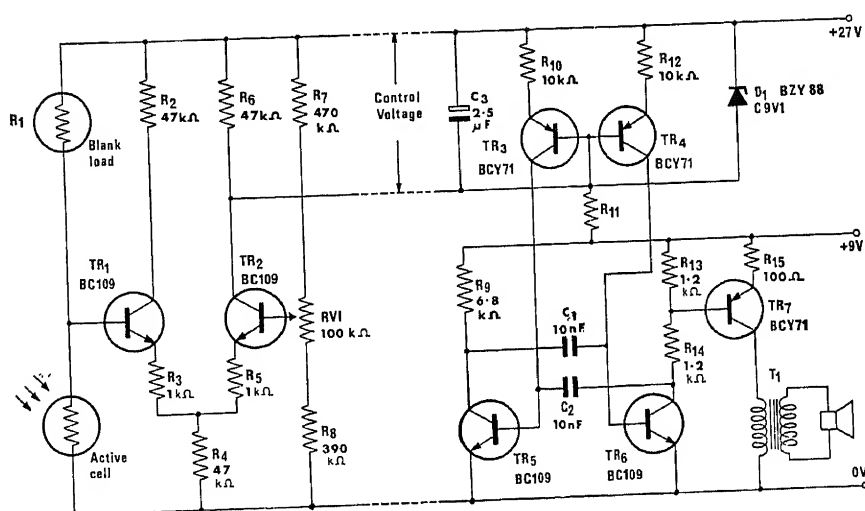 +27V
R1
Blank
load
R2
47kΩ
R6
47kΩ
R7
470
kΩ
Control
Voltage
C3
2·5
μF
R10
10kΩ
R12
10kΩ
D1 BZY 88
C9V1
TR3
BCY71
TR4
BCY71
R11
+9V
TR1
BC109
TR2
BC109
RV1
100 kΩ
R9
6·8
kΩ
C1
10nF
C2
10nF
R13
1·2
kΩ
R15
100Ω
TR7
BCY71
R14
1·2
kΩ
T1
R3
1kΩ
R5
1kΩ
R4
47
kΩ
R8
390
kΩ
Active
cell
TR5
BC109
TR6
BC109
0V